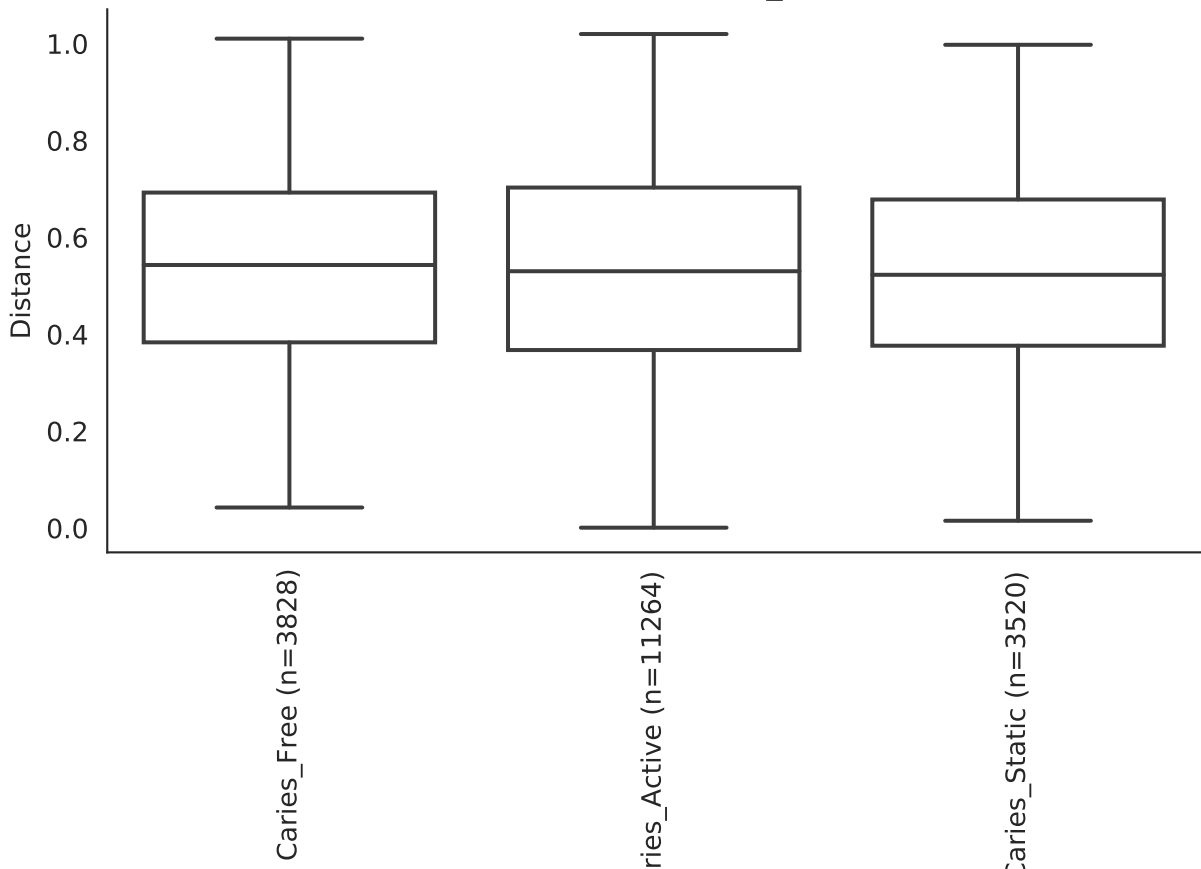 1.0
0.8
0.6
0.4
0.2
0.0
Distance
Caries_Free (n=3828)
ries_Active (n=11264)
Caries_Static (n=3520)